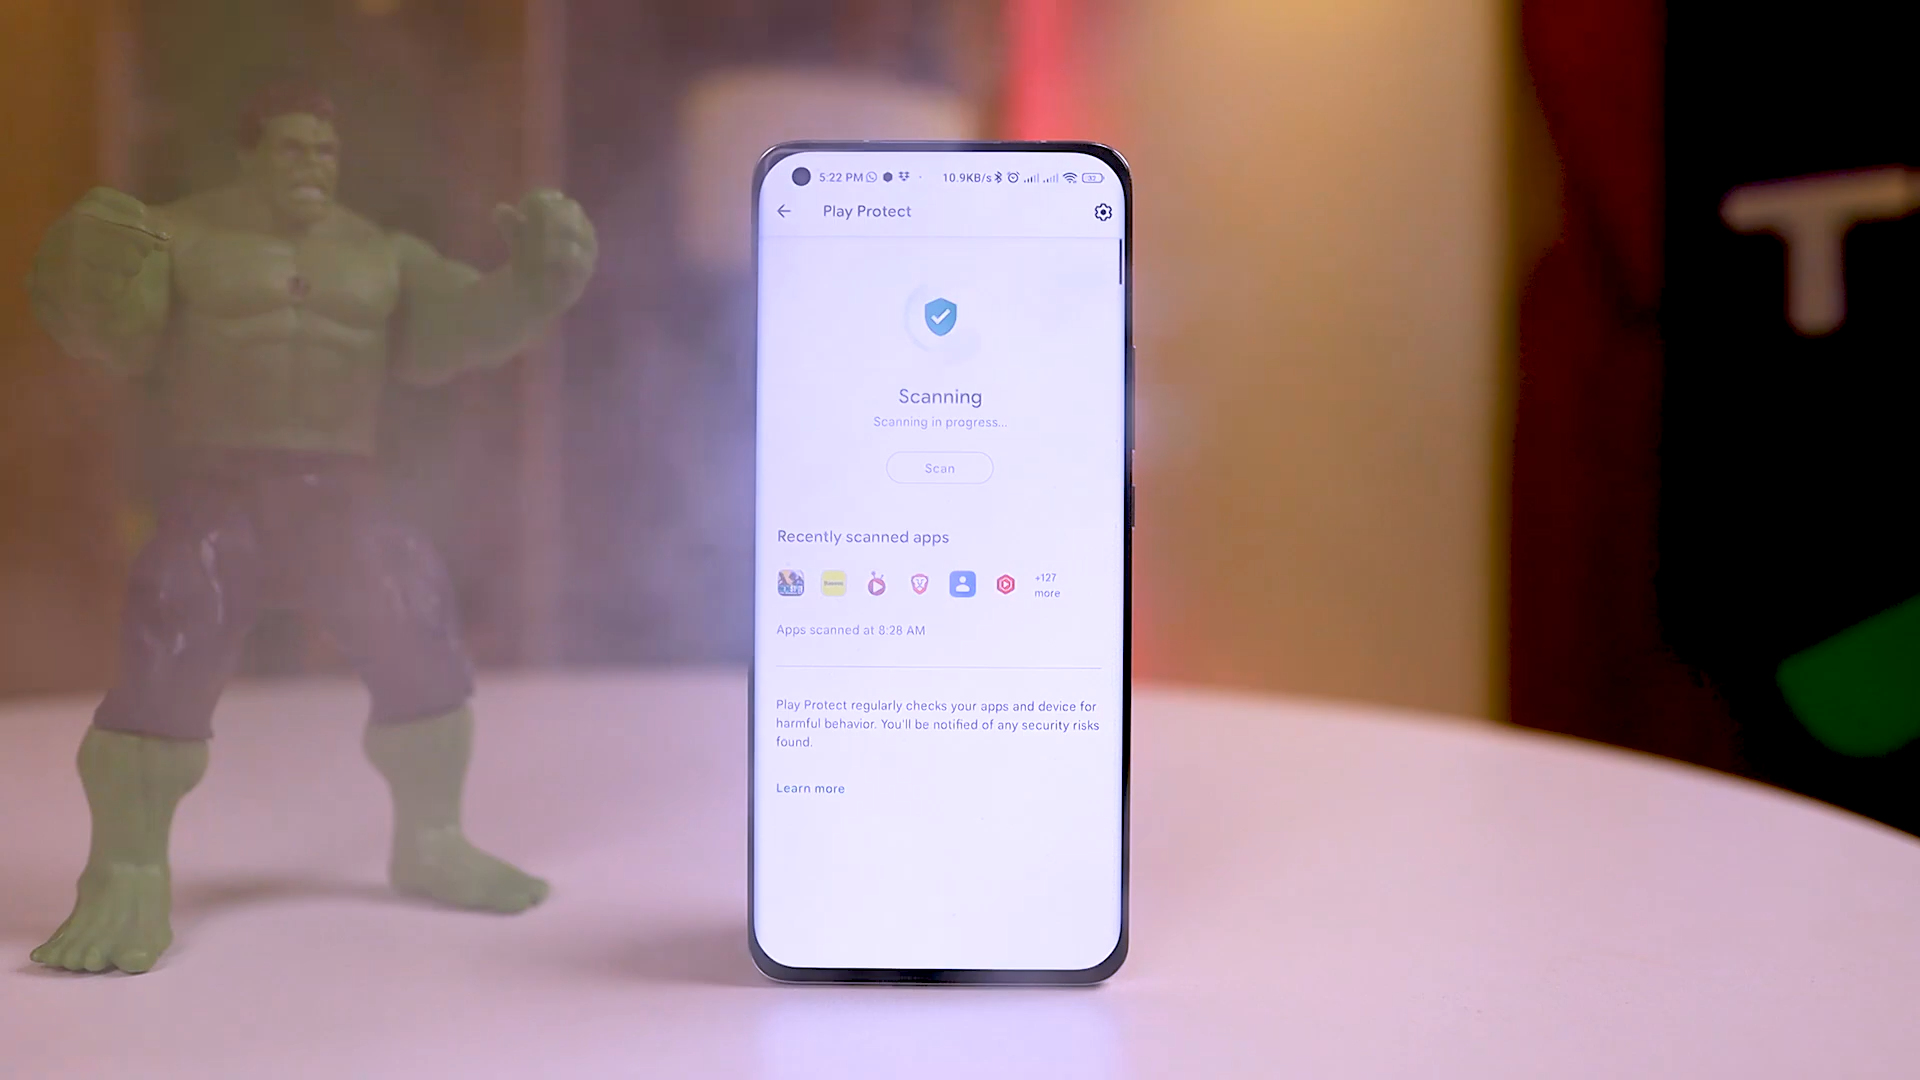 5:22 PM
10.9KB/s
32
Play Protect
Scanning
Scanning in progress...
Scan
Recently scanned apps
+127
more
Apps scanned at 8:28 AM
Play Protect regularly checks your apps and device for
harmful behavior. You'll be notified of any security risks
found.
Learn more
T